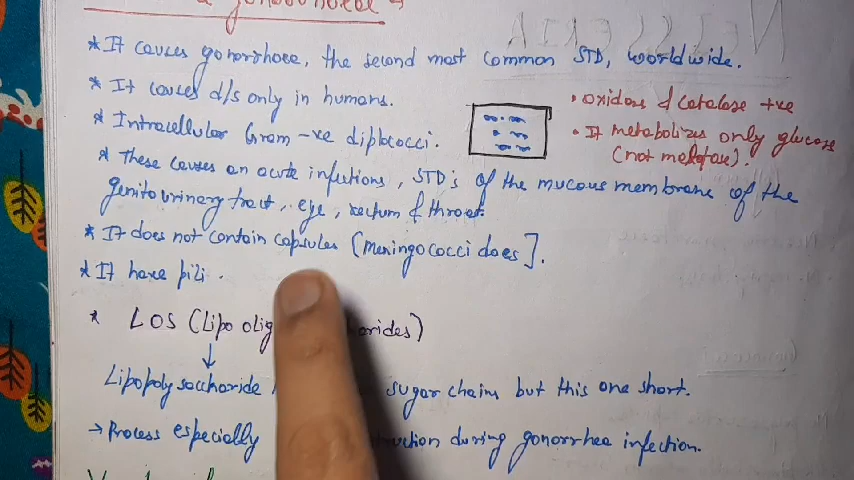 * It causes gonorrhoea, the second most common STD, worldwide.
* It causes d/s only in humans.
• oxidase & catalase +ve
* Intracellular Gram -ve diplococci.
• It metabolizes only glucose
(not maltose).
* These causes an acute infections, STD's of the mucous membrane of the
genitourinary tract, eye, rectum & throat.
* It does not contain capsules (Meningococci does].
* It have pili.
* LOS (Lipo olig
arides)
↓
Lipopolysaccharide
sugar chain but this one short.
→ Process especially
during gonorrhea infection.